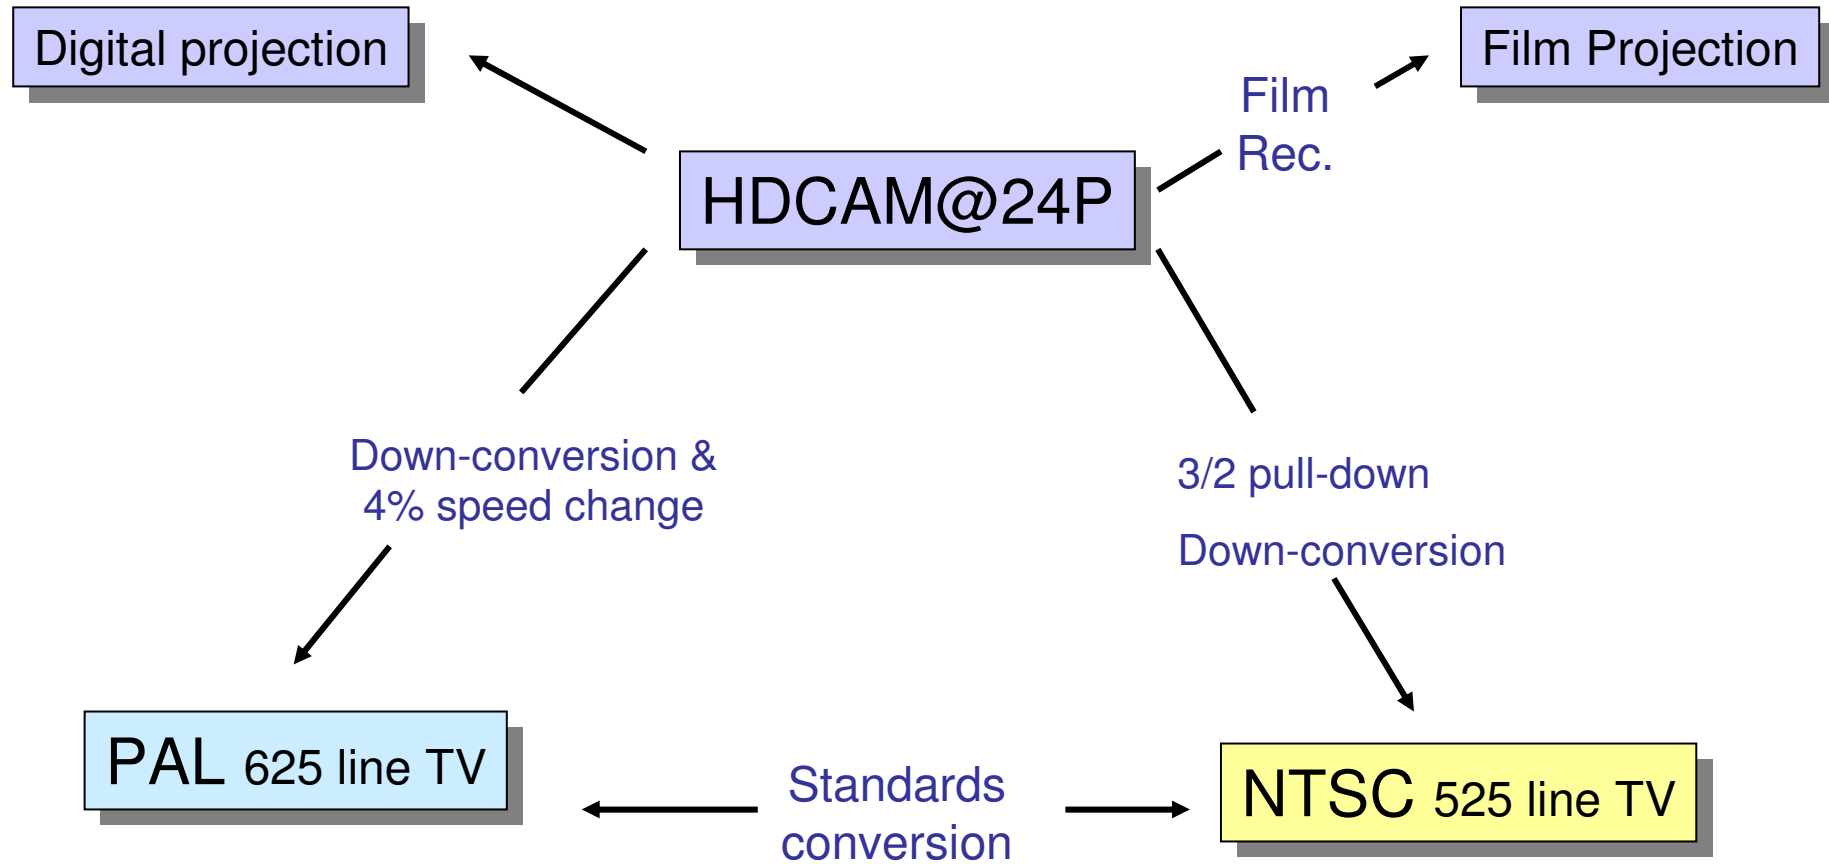 Digital projection
Film Projection
Film
Rec.
HDCAM@24P
Down-conversion &
4% speed change
3/2 pull-down
Down-conversion
PAL 625 line TV
Standards
conversion
NTSC 525 line TV